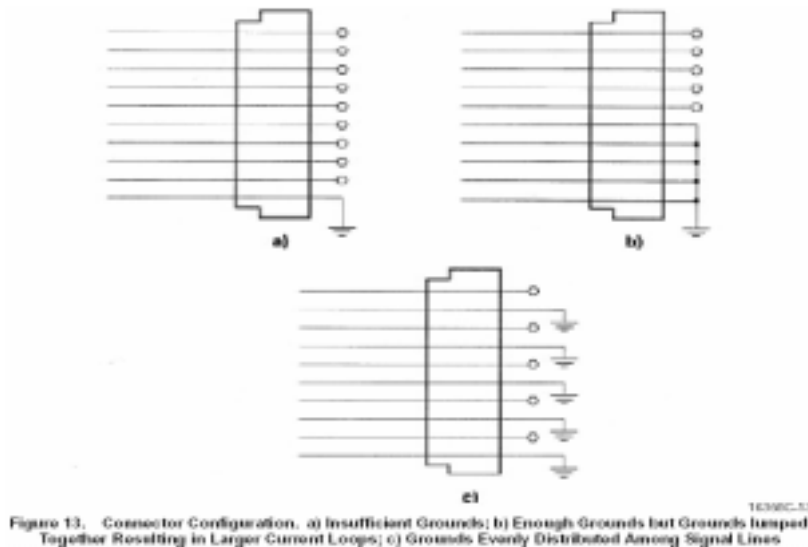 a)
b)
c)
Figure 13. Connector Configuration. a) Insufficient Grounds; b) Enough Grounds but Grounds lumped
Together Resulting in Larger Current Loops; c) Grounds Evenly Distributed Among Signal Lines